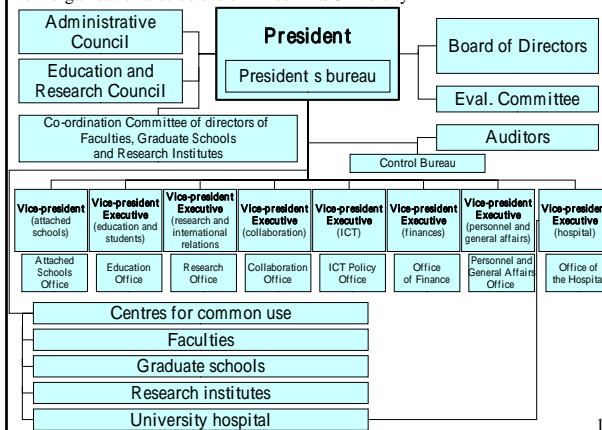 Administrative
Council
President
President s bureau
Board of Directors
Education and
Research Council
Eval. Committee
Co-ordination Committee of directors of
Faculties, Graduate Schools
and Research Institutes
Auditors
Control Bureau
Vice-president
(attached
schools)
Vice-president
Executive
(education and
students)
Vice-president
Executive
(research and
international
relations
Vice-president
Executive
(collaboration)
Vice-president
Executive
(ICT)
Vice-president
Executive
(finances)
Vice-president
Executive
(personnel and
general affairs)
Vice-presiden
Executive
(hospital)
Attached
Schools
Office
Education
Office
Research
Office
Collaboration
Office
ICT Policy
Office
Office
of Finance
Personnel and
General Affairs
Office
Office of
the Hospita
Centres for common use
Faculties
Graduate schools
Research institutes
University hospital
1